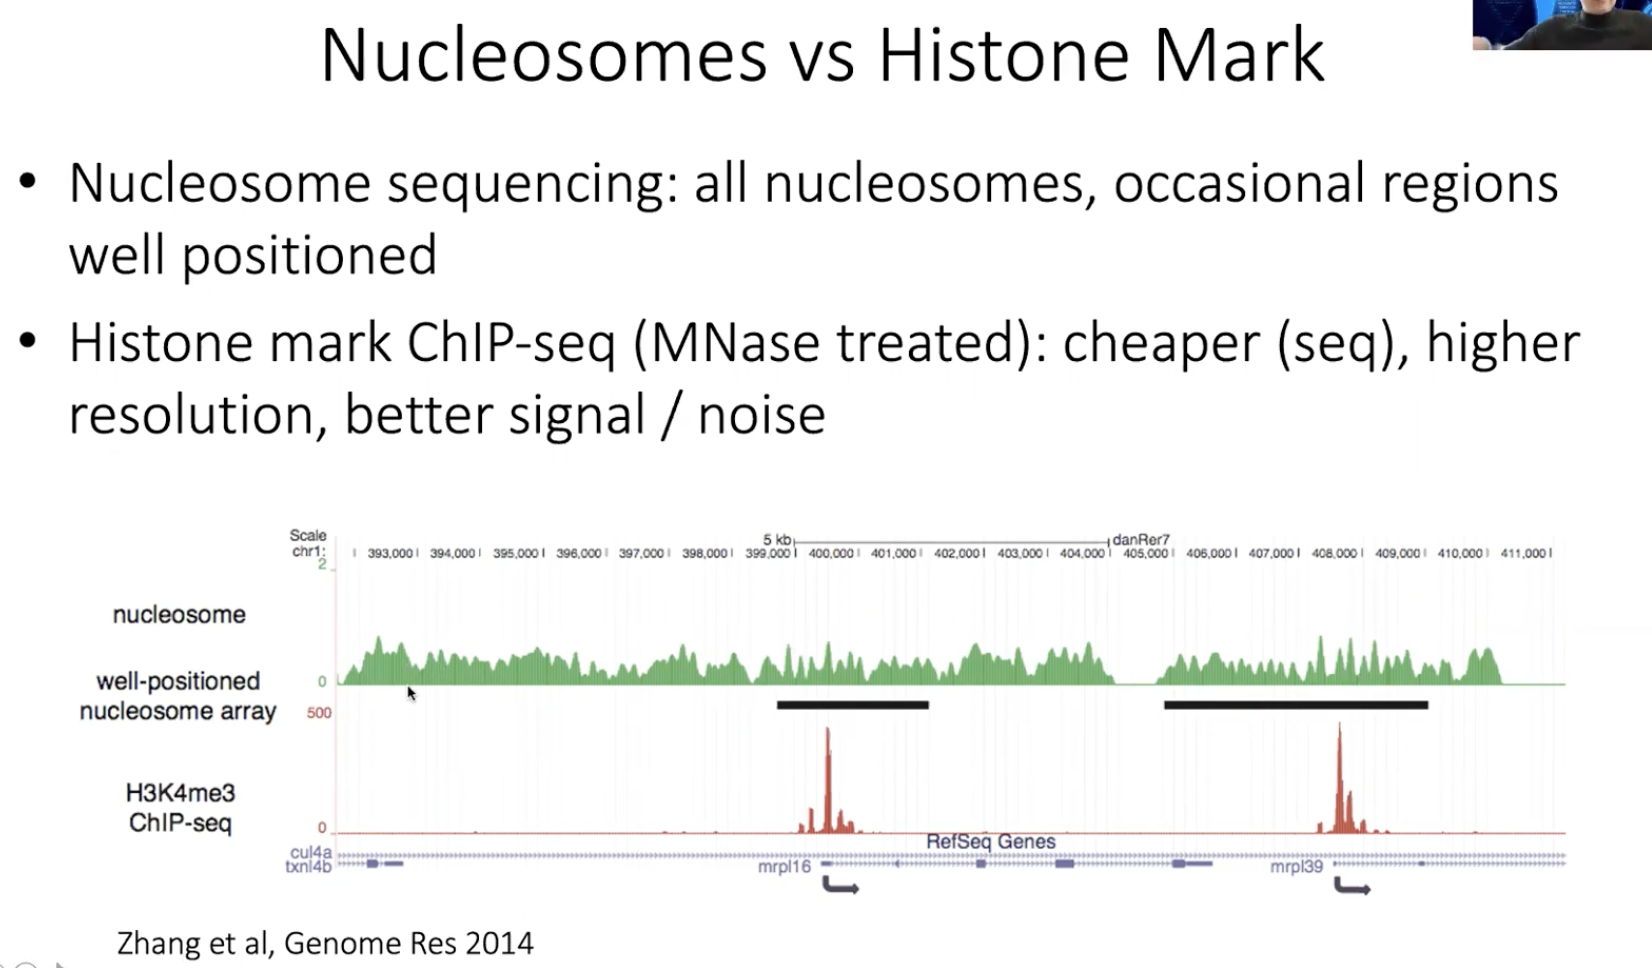 Nucleosomes vs Histone Mark
• Nucleosome sequencing: all nucleosomes, occasional regions
well positioned
• Histone mark ChIP-seq (MNase treated): cheaper (seq), higher
resolution, better signal / noise
Scale 5 kb danRer7
chr1: 393,000 394,000 395,000 396,000 397,000 398,000 399,000 400,000 401,000 402,000 403,000 404,000 405,000 406,000 407,000 408,000 409,000 410,000 411,000
2
nucleosome
well-positioned 0
nucleosome array 500
H3K4me3
ChIP-seq 0
RefSeq Genes
cul4a
txnl4b mrpl16 mrpl39
Zhang et al, Genome Res 2014